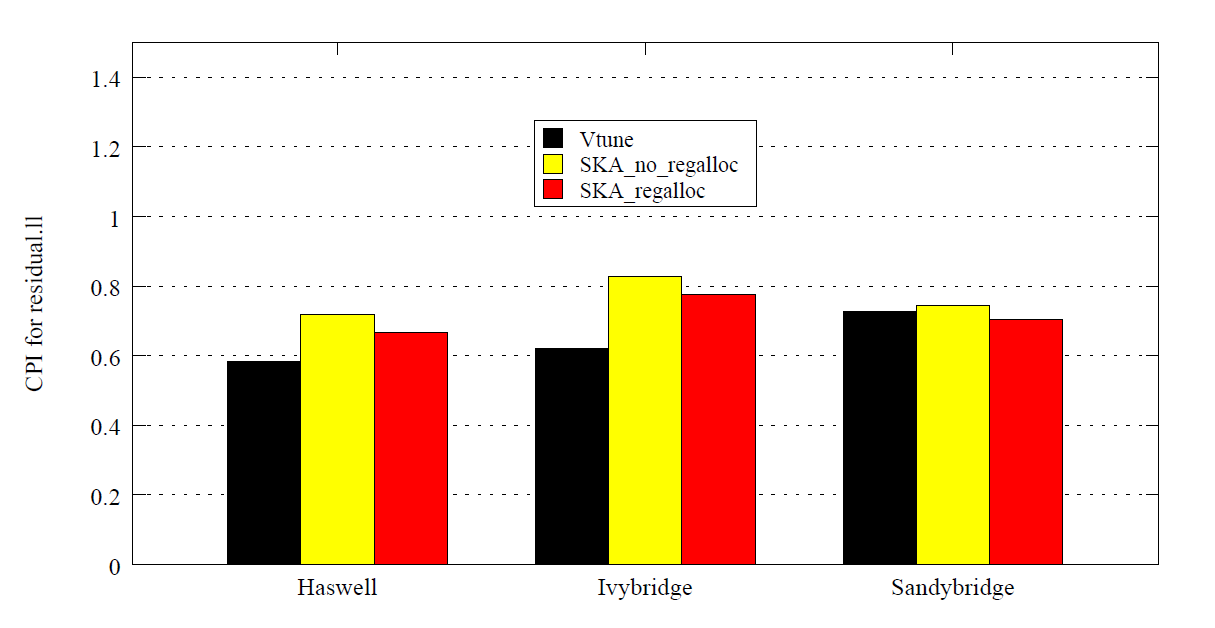 1.4
1.2
1
0.8
0.6
0.4
0.2
0
CPI for residual.ll
Vtune
SKA_no_regalloc
SKA_regalloc
Haswell
Ivybridge
Sandybridge